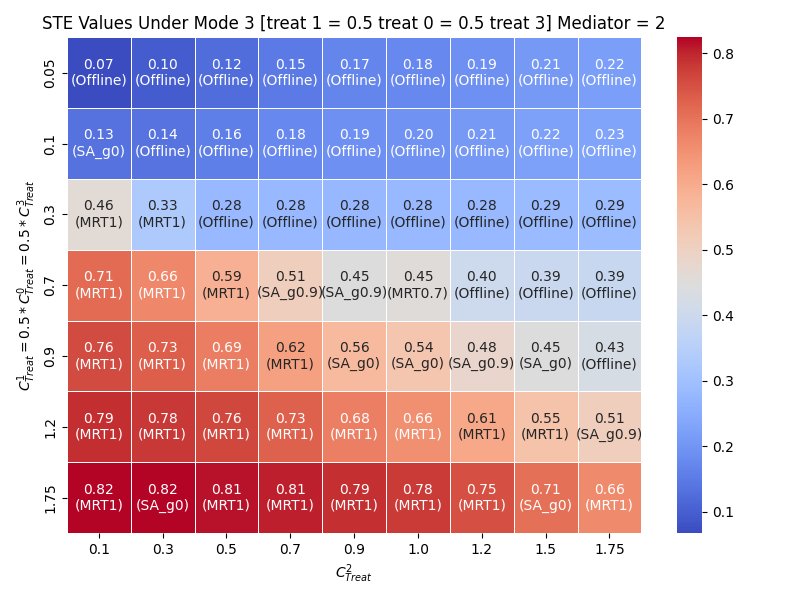 STE Values Under Mode 3 [treat 1 = 0.5 treat 0 = 0.5 treat 3] Mediator = 2
0.05
0.07 0.10 0.12 0.15 0.17 0.18 0.19 0.21 0.22
(Offline) (Offline) (Offline) (Offline) (Offline) (Offline) (Offline) (Offline) (Offline)
0.1
0.13 0.14 0.16 0.18 0.19 0.20 0.21 0.22 0.23
(SA_g0) (Offline) (Offline) (Offline) (Offline) (Offline) (Offline) (Offline) (Offline)
0.3
0.46 0.33 0.28 0.28 0.28 0.28 0.28 0.29 0.29
(MRT1) (MRT1) (Offline) (Offline) (Offline) (Offline) (Offline) (Offline) (Offline)
0.7
0.71 0.66 0.59 0.51 0.45 0.45 0.40 0.39 0.39
(MRT1) (MRT1) (MRT1) (SA_g0.9) (SA_g0.9) (MRT0.7) (Offline) (Offline) (Offline)
0.9
0.76 0.73 0.69 0.62 0.56 0.54 0.48 0.45 0.43
(MRT1) (MRT1) (MRT1) (MRT1) (SA_g0) (SA_g0) (SA_g0.9) (SA_g0) (Offline)
1.2
0.79 0.78 0.76 0.73 0.68 0.66 0.61 0.55 0.51
(MRT1) (MRT1) (MRT1) (MRT1) (MRT1) (MRT1) (MRT1) (MRT1) (SA_g0.9)
1.75
0.82 0.82 0.81 0.81 0.79 0.78 0.75 0.71 0.66
(MRT1) (SA_g0) (MRT1) (MRT1) (MRT1) (MRT1) (MRT1) (SA_g0) (MRT1)
0.1 0.3 0.5 0.7 0.9 1.0 1.2 1.5 1.75
$C^2_{Treat}$
$C^1_{Treat} = 0.5 * C^0_{Treat} = 0.5 * C^3_{Treat}$
0.8
0.7
0.6
0.5
0.4
0.3
0.2
0.1